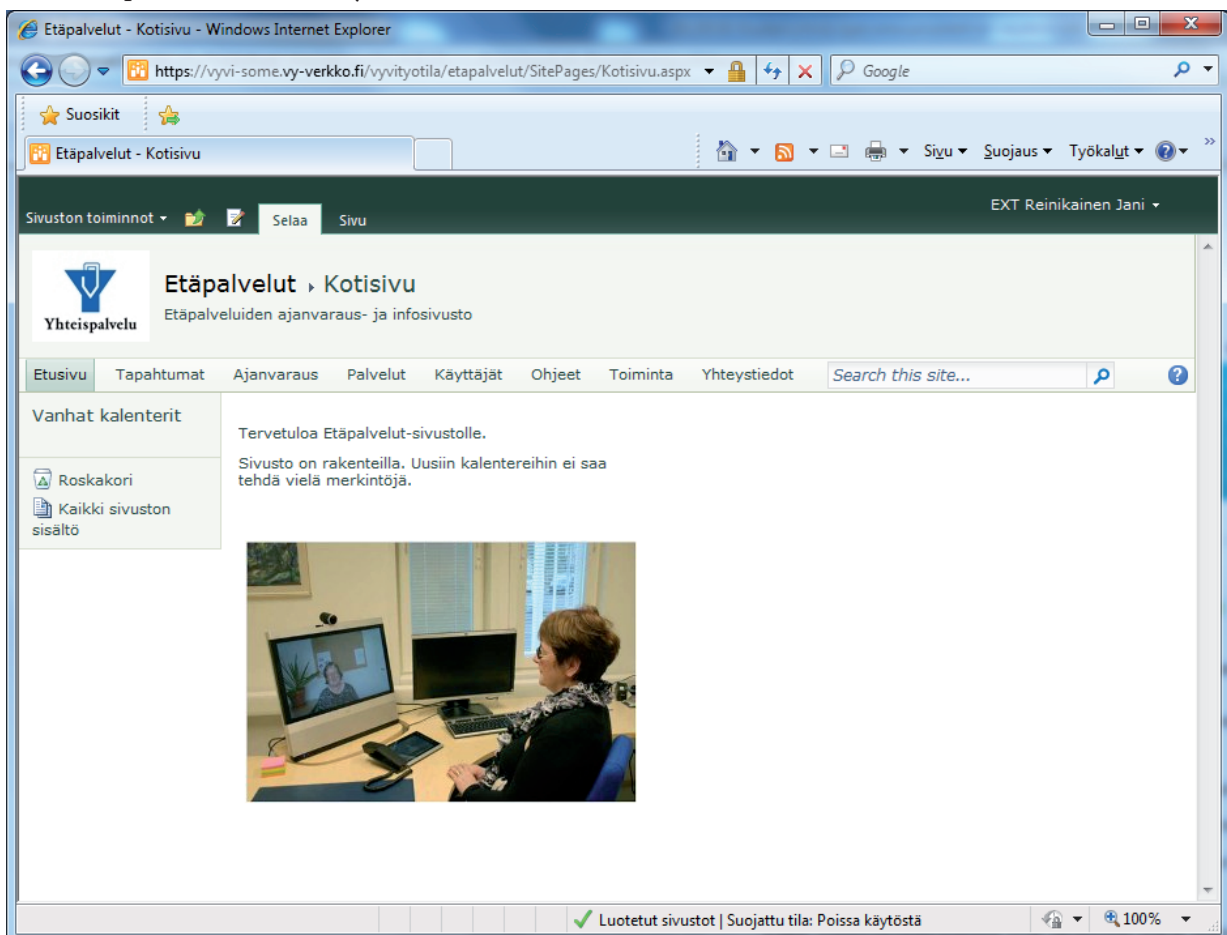 Etäpalvelut - Kotisivu - Windows Internet Explorer
https://vyvi-some.vy-verkko.fi/vyvityotila/etapalvelut/SitePages/Kotisivu.aspx
Google
Suosikit
Etäpalvelut - Kotisivu
Sivu
Suojaus
Työkalut
Sivuston toiminnot
Selaa
Sivu
EXT Reinikainen Jani
Yhteispalvelu
Etäpalvelut
Kotisivu
Etäpalveluiden ajanvaraus- ja infosivusto
Etusivu
Tapahtumat
Ajanvaraus
Palvelut
Käyttäjät
Ohjeet
Toiminta
Yhteystiedot
Search this site...
Vanhat kalenterit
Roskakori
Kaikki sivuston
sisältö
Tervetuloa Etäpalvelut-sivustolle.
Sivusto on rakenteilla. Uusiin kalentereihin ei saa
tehdä vielä merkintöjä.
Luotetut sivustot | Suojattu tila: Poissa käytöstä
100%